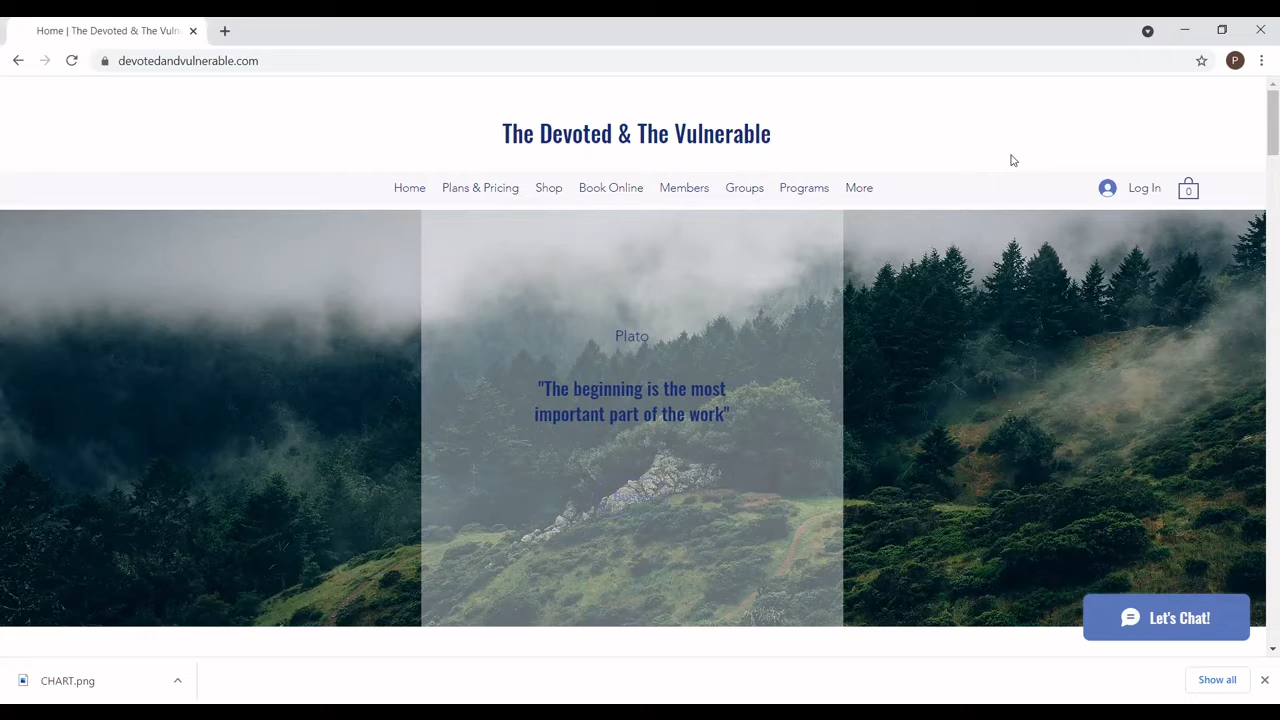 Home | The Devoted & The Vuln
devotedandvulnerable.com
P
The Devoted & The Vulnerable
Home Plans & Pricing Shop Book Online Members Groups Programs More Log In 0
Plato
"The beginning is the most
important part of the work"
Let's Chat!
CHART.png
Show all